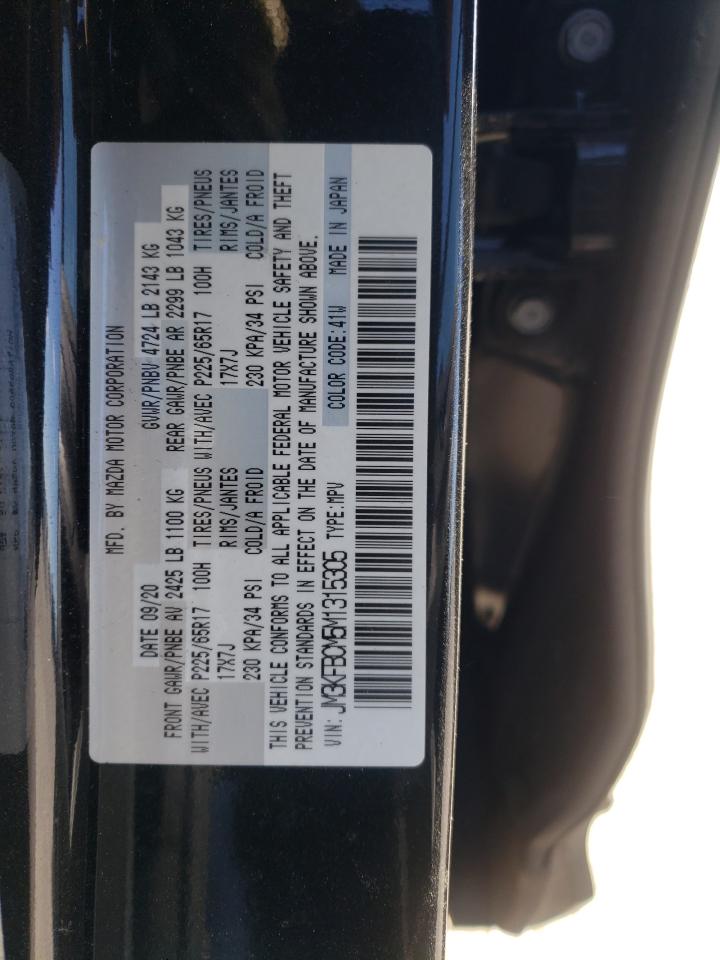 MFD. BY MAZDA MOTOR CORPORATION
DATE 09/20 GVWR/PNBV 4724 LB 2143 KG
FRONT GAWR/PNBE AV 2425 LB 1100 KG REAR GAWR/PNBE AR 2299 LB 1043 KG
WITH/AVEC P225/65R17 100H TIRES/PNEUS WITH/AVEC P225/65R17 100H TIRES/PNEUS
17X7J RIMS/JANTES 17X7J RIMS/JANTES
230 KPA/34 PSI COLD/A FROID 230 KPA/34 PSI COLD/A FROID
THIS VEHICLE CONFORMS TO ALL APPLICABLE FEDERAL MOTOR VEHICLE SAFETY AND THEFT
PREVENTION STANDARDS IN EFFECT ON THE DATE OF MANUFACTURE SHOWN ABOVE.
VIN: JM3KFBCM5M1315305 TYPE:MPV COLOR CODE:41W MADE IN JAPAN